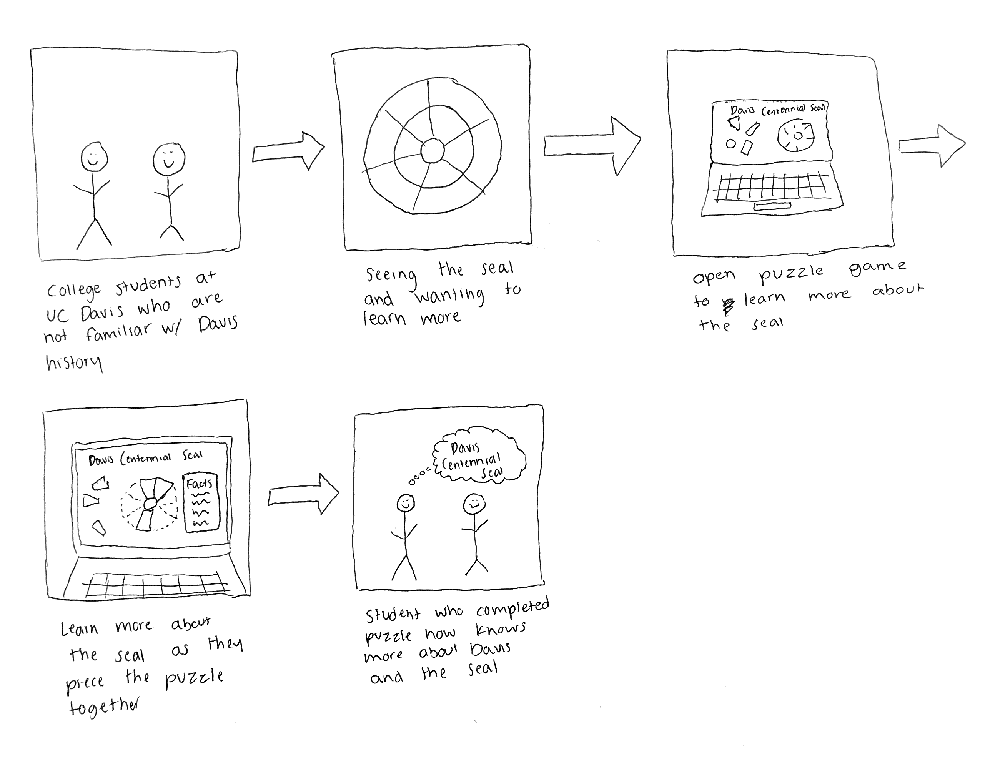 College students at
UC Davis who are
not familiar w/ Davis
history
Seeing the seal
and wanting to
learn more
Davis Centennial Seal
open puzzle game
to learn more about
the seal
Davis Centennial Seal
Facts
Learn more about
the seal as they
piece the puzzle
together
Davis
Centennial
Seal
Student who completed
puzzle now knows
more about Davis
and the seal